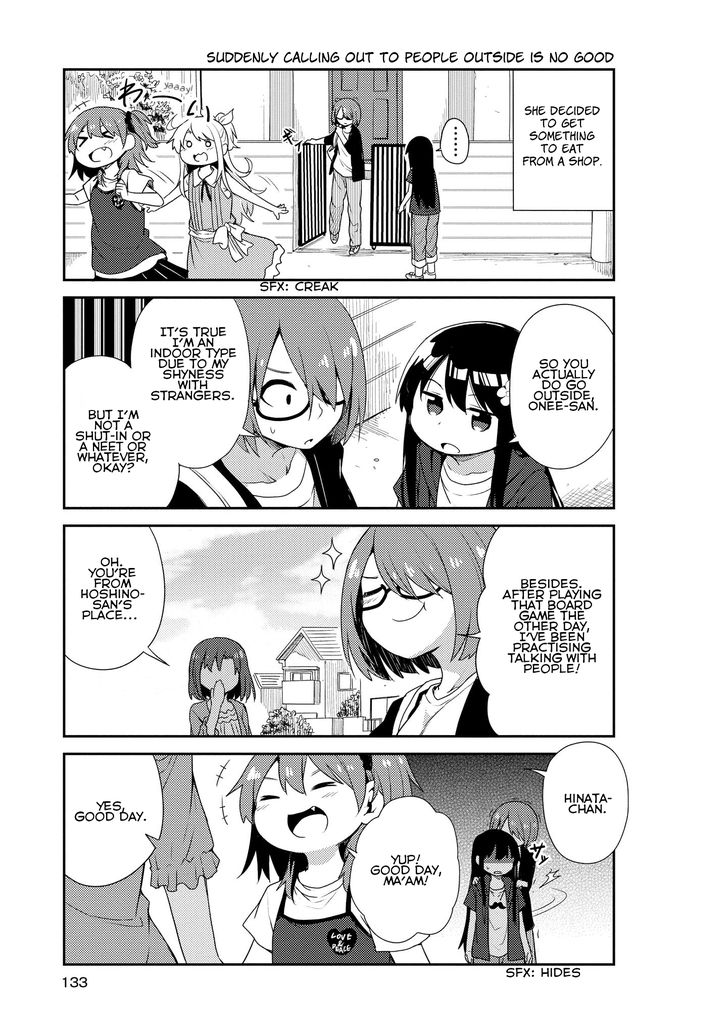 SUDDENLY CALLING OUT TO PEOPLE OUTSIDE IS NO GOOD
SHE DECIDED
TO GET
SOMETHING
TO EAT
FROM A SHOP.
yaaay!
SFX: CREAK
SO YOU
ACTUALLY
DO GO
OUTSIDE,
ONEE-SAN.
IT'S TRUE
I'M AN
INDOOR TYPE
DUE TO MY
SHYNESS
WITH
STRANGERS.
BUT I'M
NOT A
SHUT-IN OR
A NEET OR
WHATEVER,
OKAY?
BESIDES.
AFTER PLAYING
THAT BOARD
GAME THE
OTHER DAY,
I'VE BEEN
PRACTISING
TALKING WITH
PEOPLE!
OH.
YOU'RE
FROM
HOSHINO-
SAN'S
PLACE...
HINATA-
CHAN.
YUP!
GOOD DAY,
MA'AM!
LOVE
&
PEACE
YES,
GOOD DAY.
SFX: HIDES
133